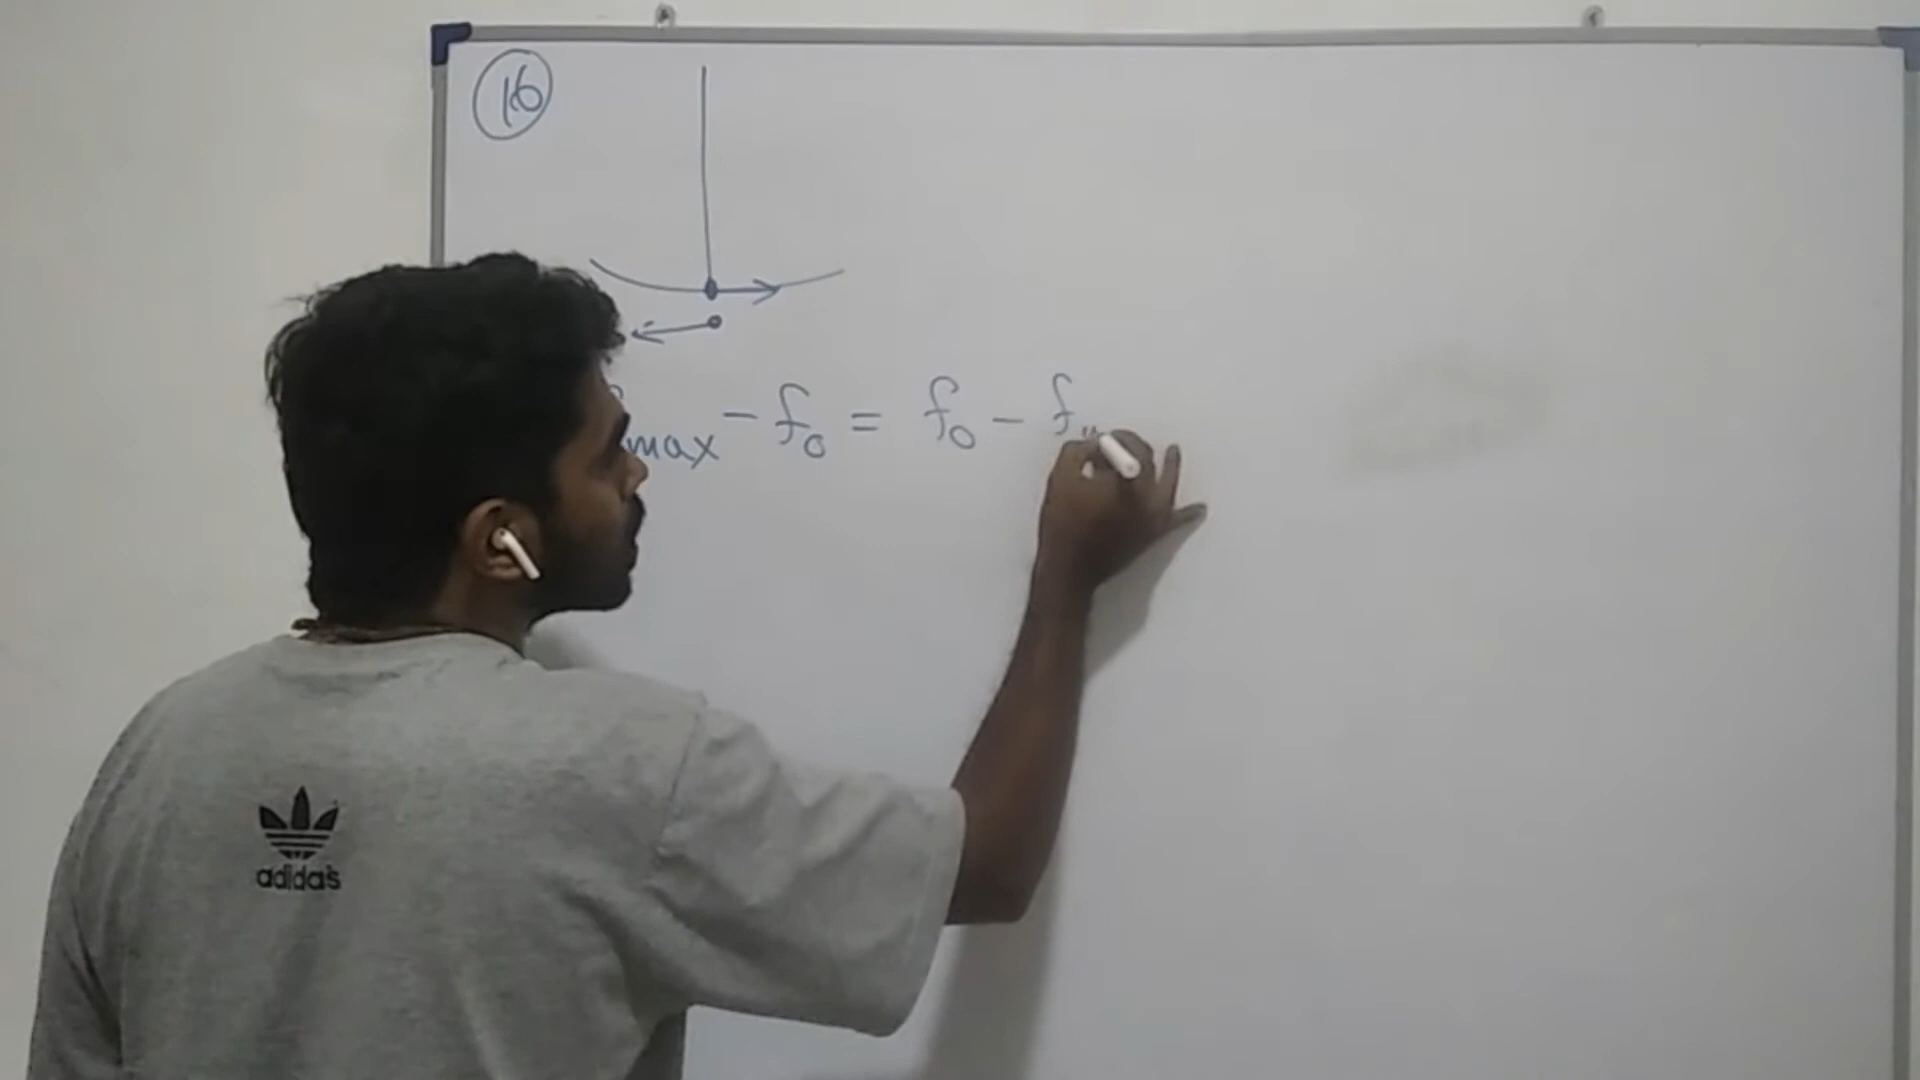 16
max - f₀ = f₀ - f
adidas